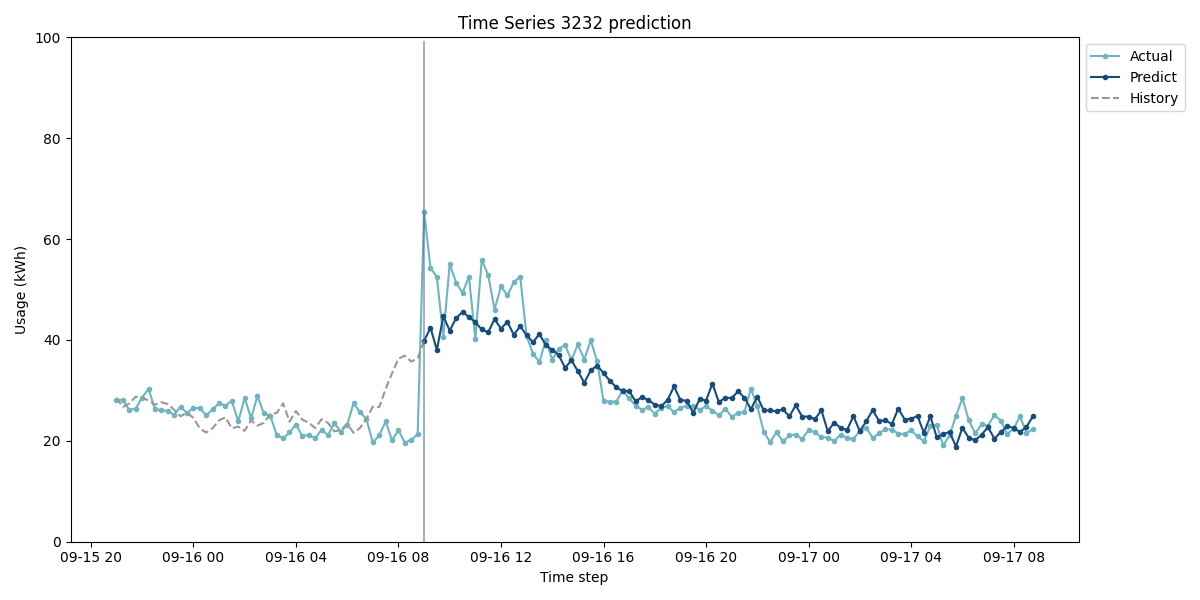 Time Series 3232 prediction
Actual
Predict
History
Usage (kWh)
100
80
60
40
20
0
09-15 20
09-16 00
09-16 04
09-16 08
09-16 12
09-16 16
09-16 20
09-17 00
09-17 04
09-17 08
Time step